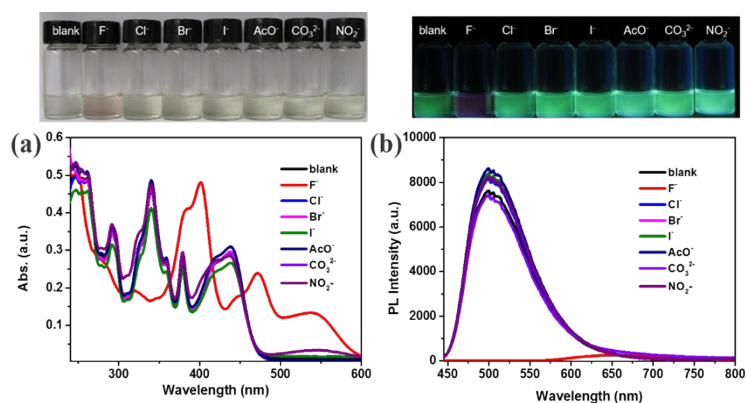 blank F⁻ Cl⁻ Br⁻ I⁻ AcO⁻ CO₃²⁻ NO₂⁻
blank F⁻ Cl⁻ Br⁻ I⁻ AcO⁻ CO₃²⁻ NO₂⁻
(a)
0.6
0.5
0.4
0.3
0.2
0.1
Abs. (a.u.)
blank
F⁻
Cl⁻
Br⁻
I⁻
AcO⁻
CO₃²⁻
NO₂⁻
300 400 500 600
Wavelength (nm)
(b)
10000
8000
6000
4000
2000
0
PL Intensity (a.u.)
blank
F⁻
Cl⁻
Br⁻
I⁻
AcO⁻
CO₃²⁻
NO₂⁻
450 500 550 600 650 700 750 800
Wavelength (nm)